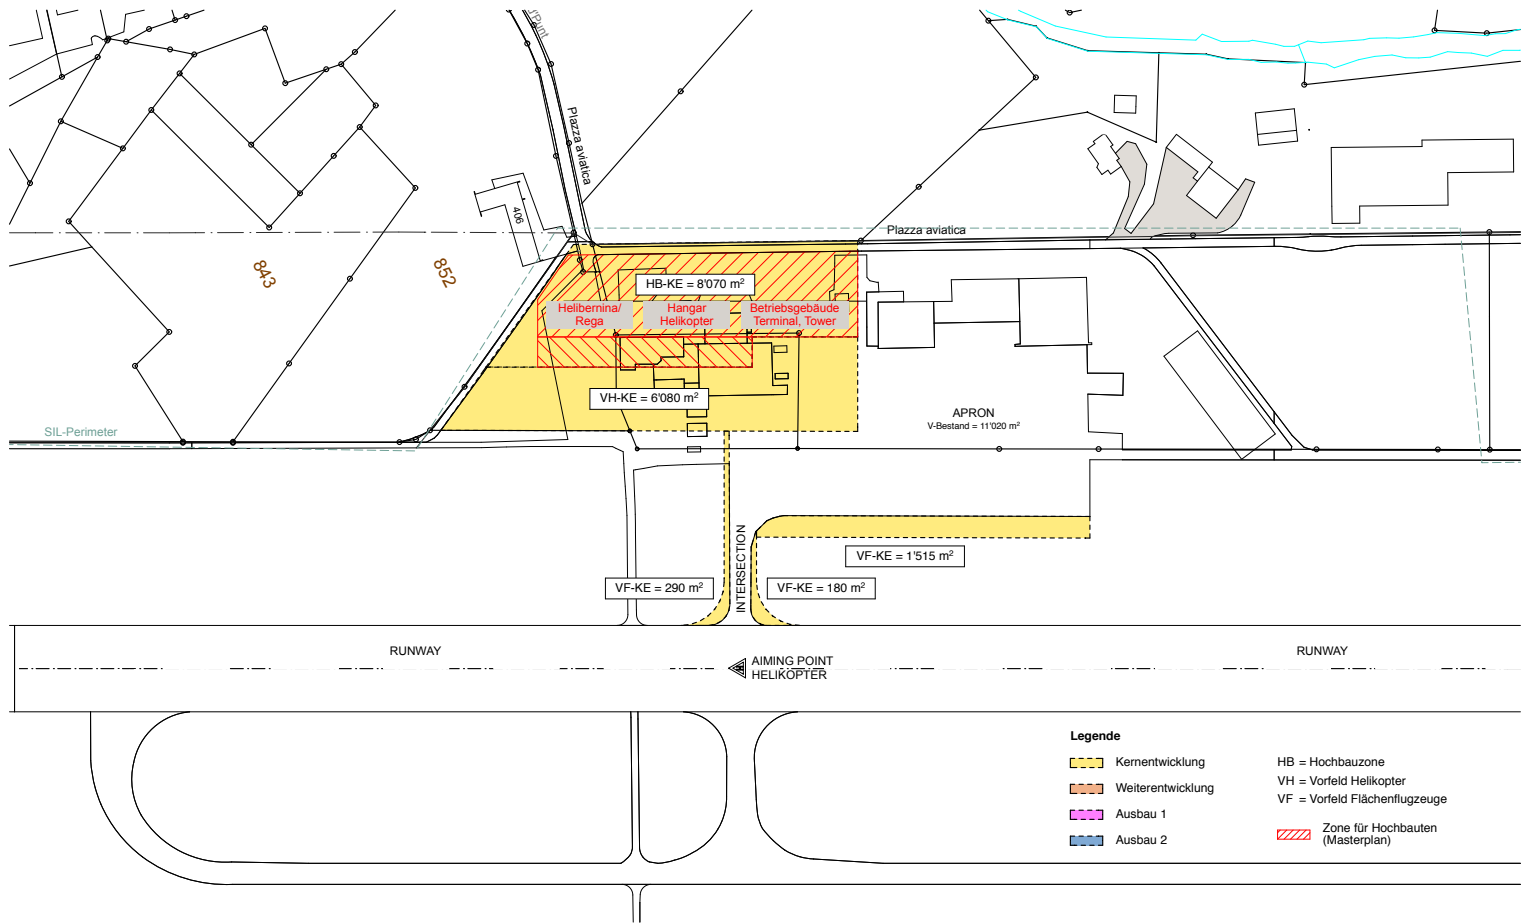 Plazza aviatica
406
Plazza aviatica
843
852
HB-KE = 8'070 m²
Helibernina/
Rega
Hangar
Helikopter
Betriebsgebäude
Terminal, Tower
VH-KE = 6'080 m²
APRON
V-Bestand = 11'020 m²
SIL-Perimeter
INTERSECTION
VF-KE = 1'515 m²
VF-KE = 290 m²
VF-KE = 180 m²
RUNWAY
RUNWAY
AIMING POINT
HELIKOPTER
H
Legende
Kernentwicklung
Weiterentwicklung
Ausbau 1
Ausbau 2
HB = Hochbauzone
VH = Vorfeld Helikopter
VF = Vorfeld Flächenflugzeuge
Zone für Hochbauten
(Masterplan)